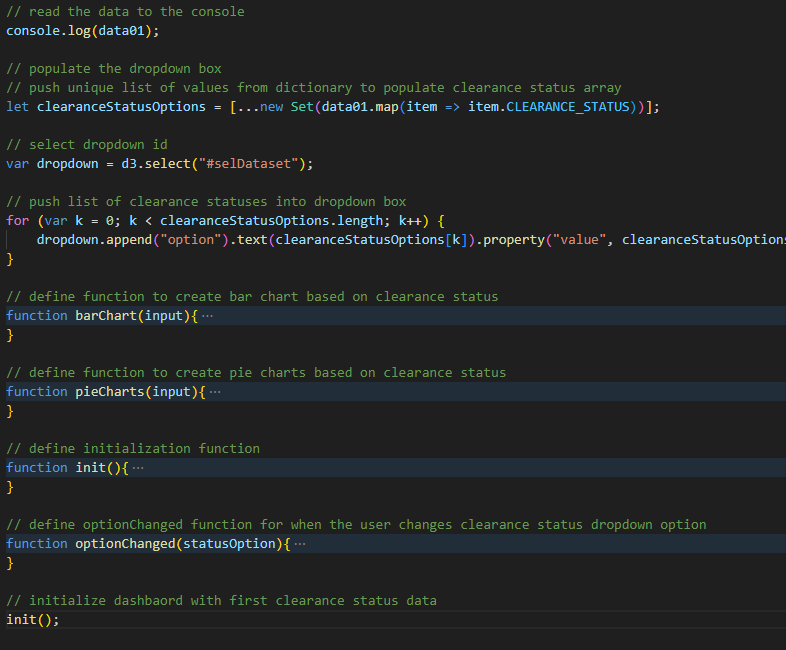 // read the data to the console
console.log(data01);
// populate the dropdown box
// push unique list of values from dictionary to populate clearance status array
let clearanceStatusOptions = [...new Set(data01.map(item => item.CLEARANCE_STATUS))];
// select dropdown id
var dropdown = d3.select("#selDataset");
// push list of clearance statuses into dropdown box
for (var k = 0; k < clearanceStatusOptions.length; k++) {
    dropdown.append("option").text(clearanceStatusOptions[k]).property("value", clearanceStatusOptions
}
// define function to create bar chart based on clearance status
function barChart(input){ ···
}
// define function to create pie charts based on clearance status
function pieCharts(input){ ···
}
// define initialization function
function init(){ ···
}
// define optionChanged function for when the user changes clearance status dropdown option
function optionChanged(statusOption){ ···
}
// initialize dashbaord with first clearance status data
init();